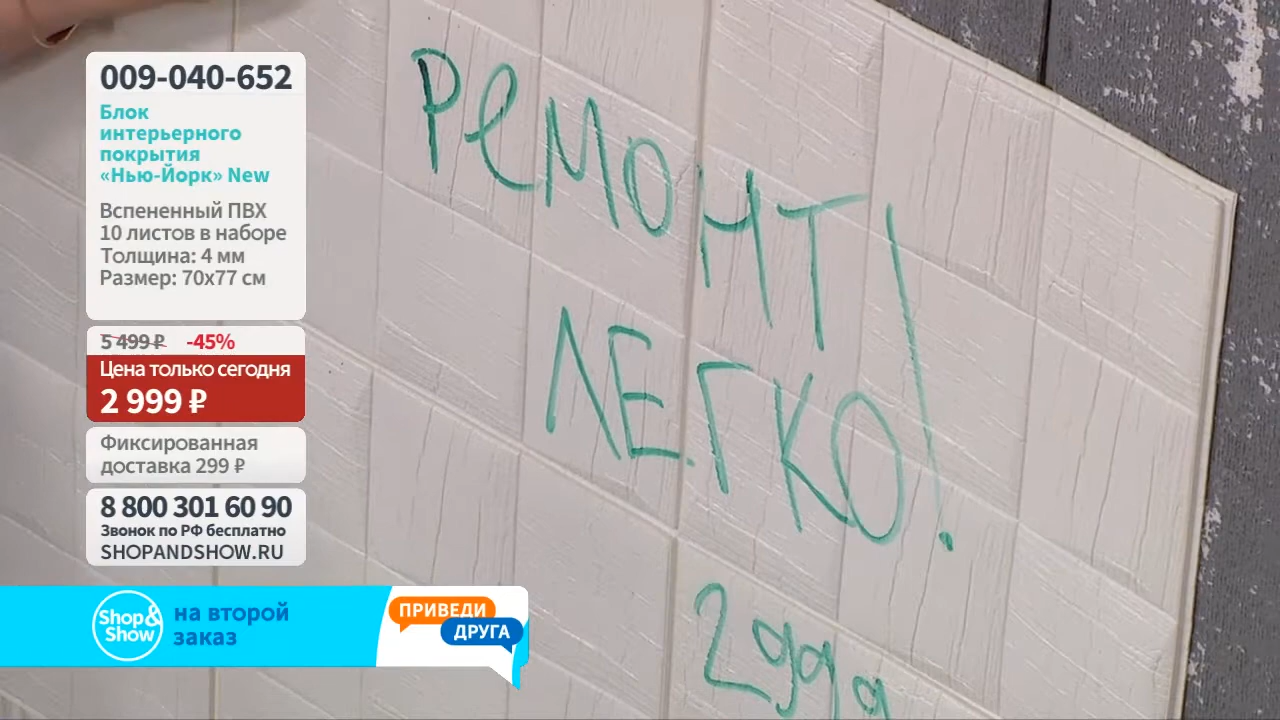 009-040-652
Блок
интерьерного
покрытия
«Нью-Йорк» New
Вспененный ПВХ
10 листов в наборе
Толщина: 4 мм
Размер: 70х77 см
5 499 ₽ -45%
Цена только сегодня
2 999 ₽
Фиксированная
доставка 299 ₽
8 800 301 60 90
Звонок по РФ бесплатно
SHOPANDSHOW.RU
Shop&
Show
на второй
заказ
ПРИВЕДИ
ДРУГА
РеМОНТ!
ЛЕГКО!
2999